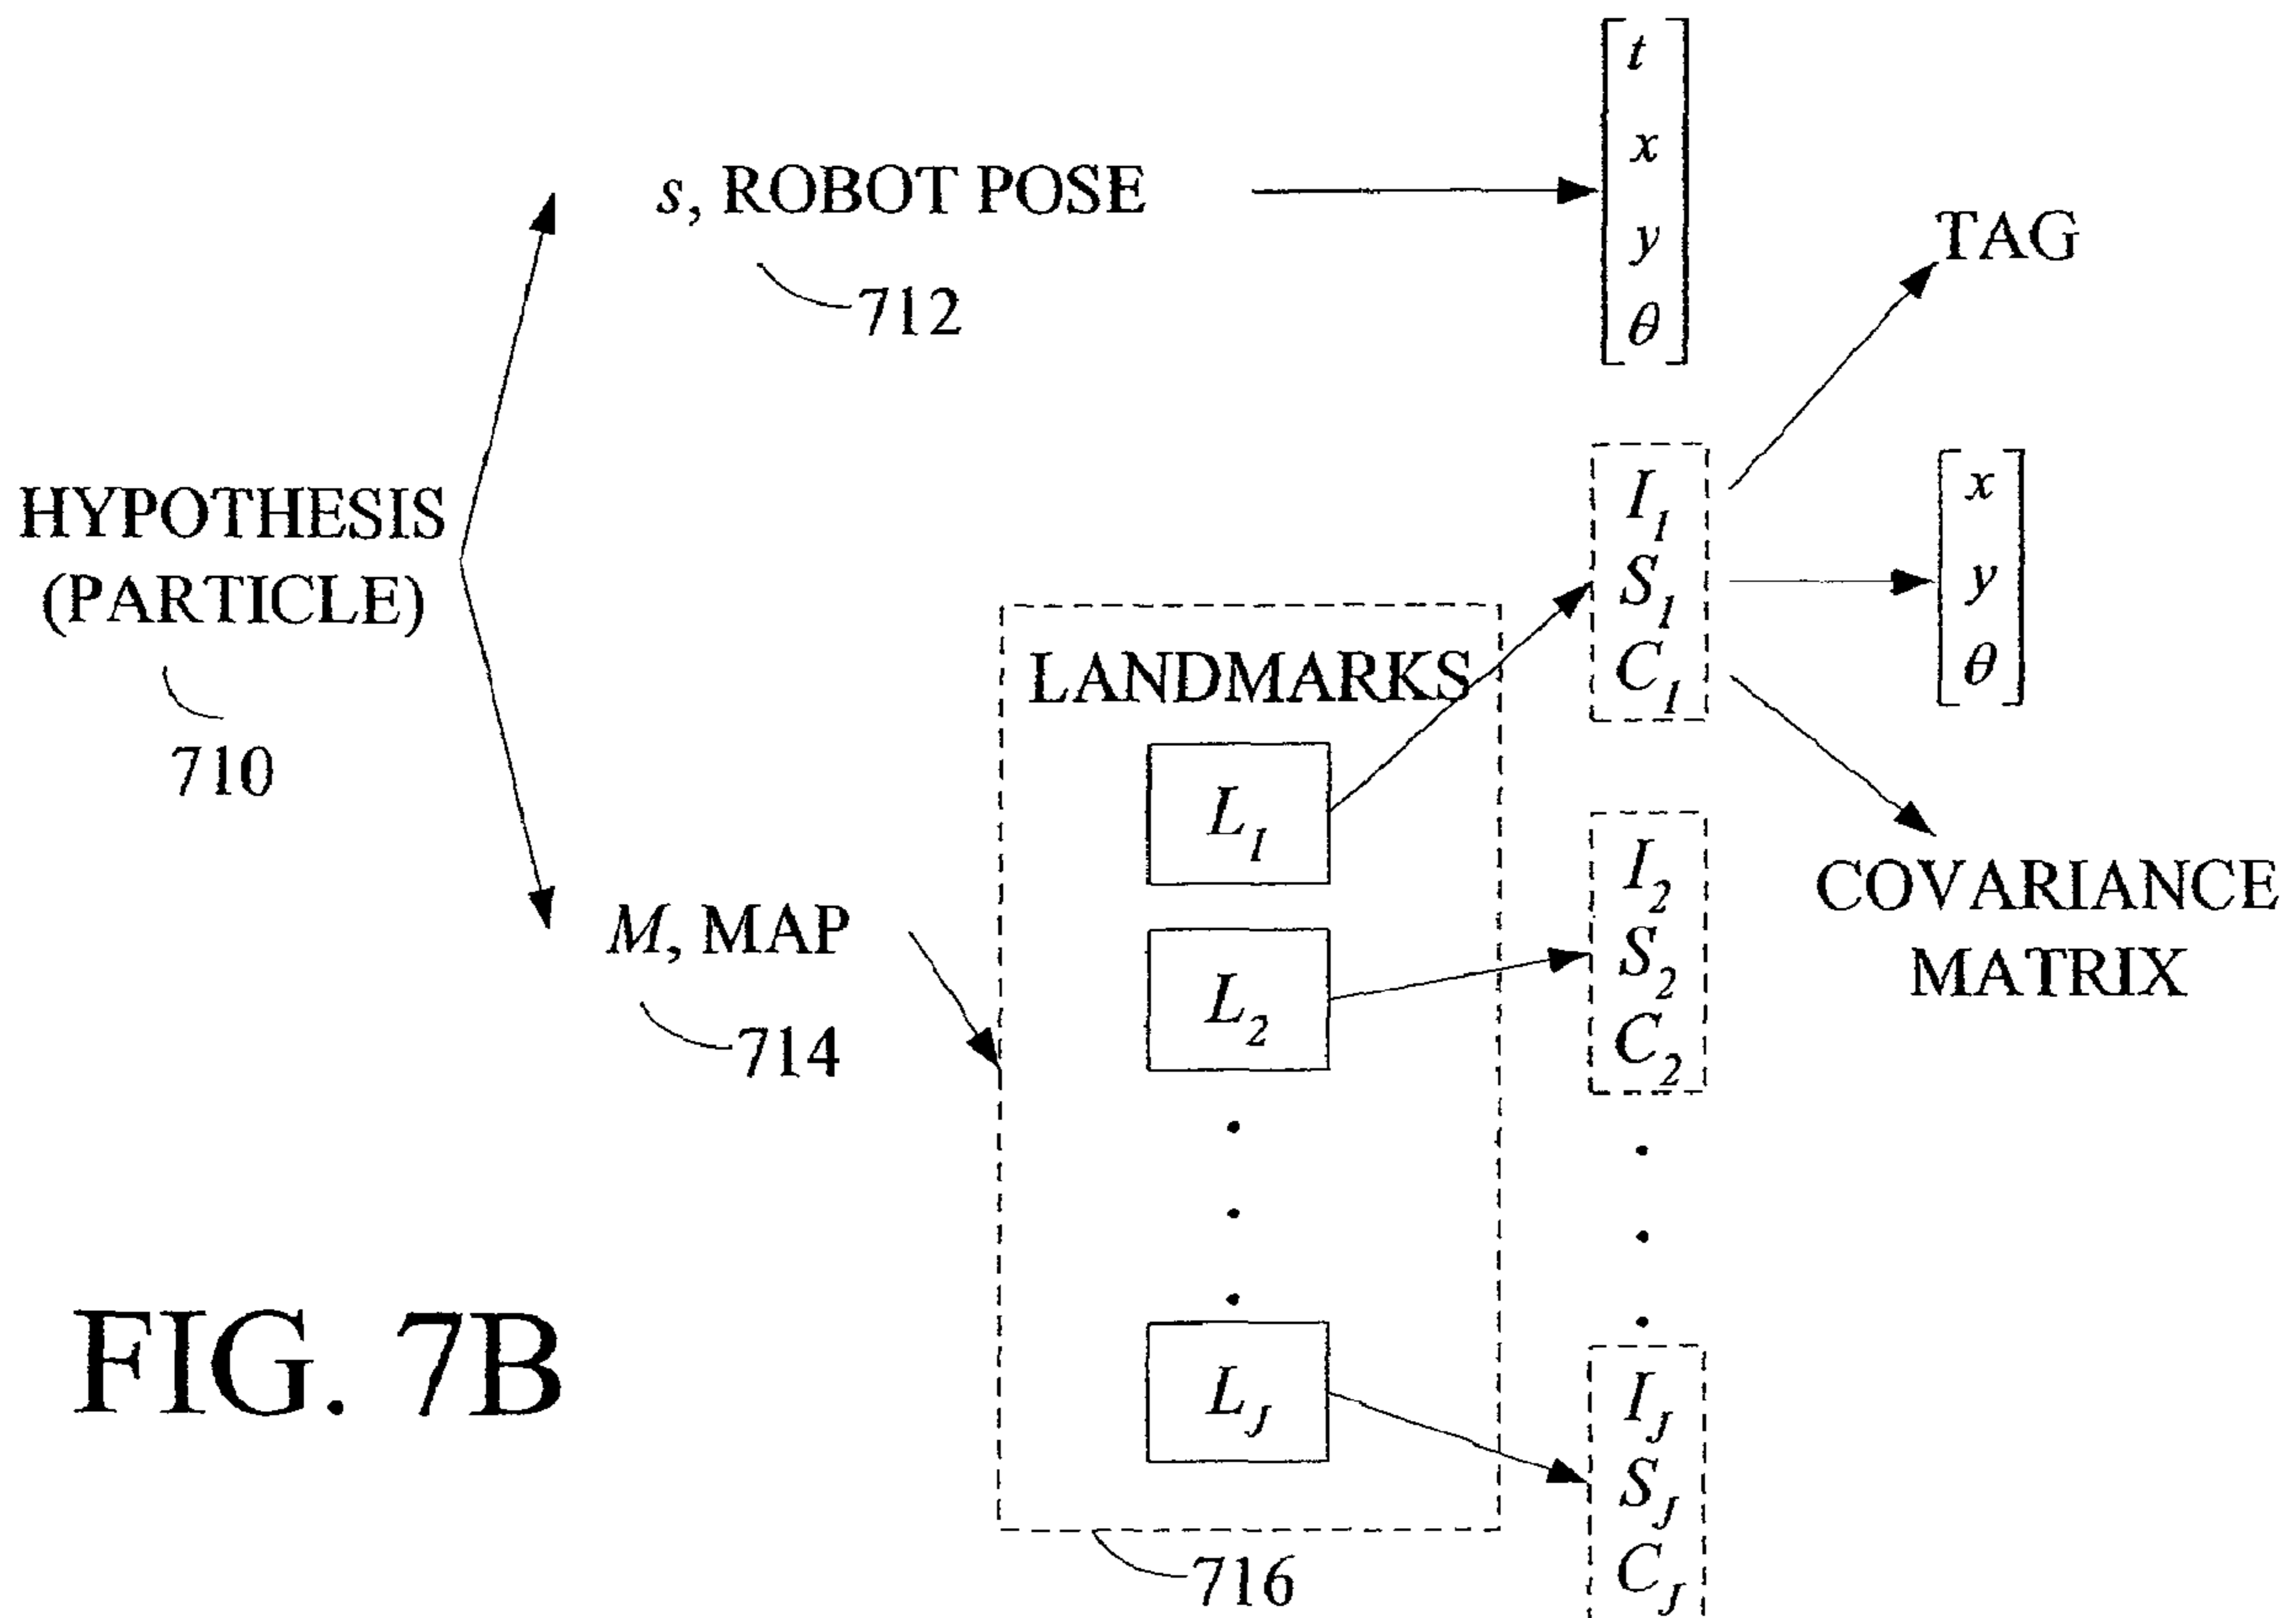 t
x
y
θ
s, ROBOT POSE
712
TAG
HYPOTHESIS
(PARTICLE)
710
I1
S1
C1
x
y
θ
COVARIANCE
MATRIX
M, MAP
714
LANDMARKS
L1
L2
.
.
.
LJ
716
I2
S2
C2
.
.
.
IJ
SJ
CJ
FIG. 7B